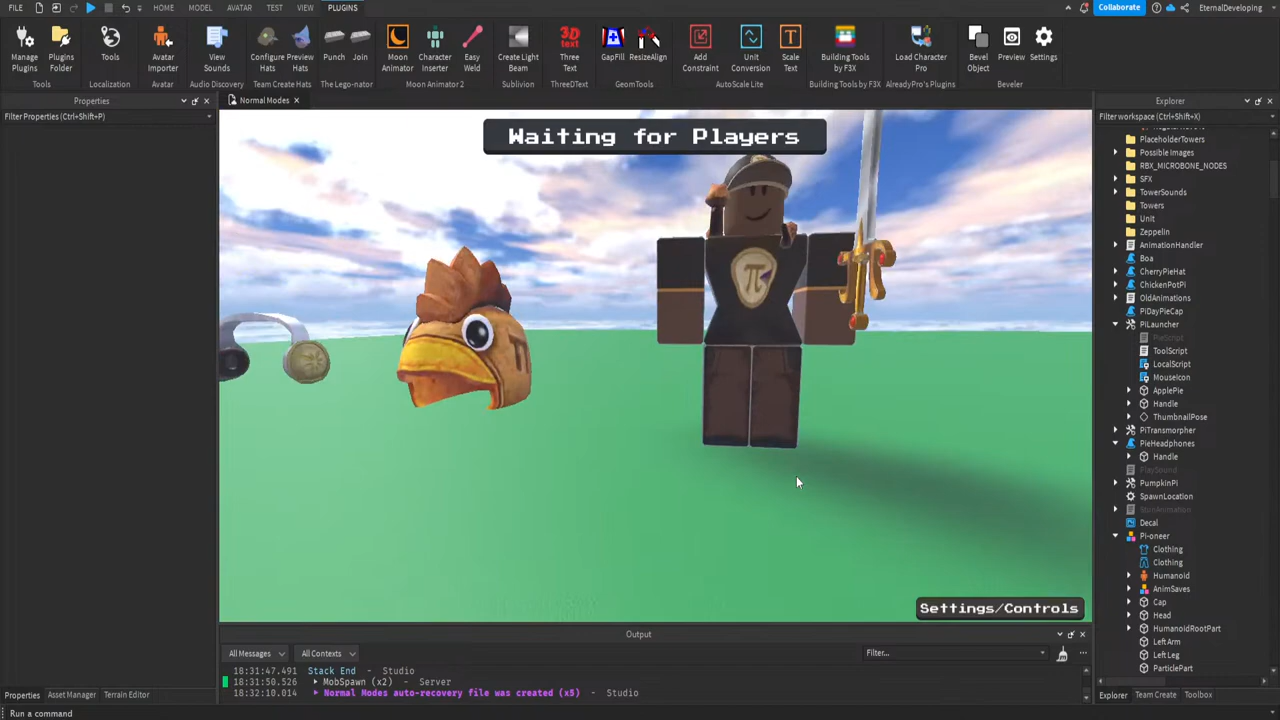 FILE HOME MODEL AVATAR TEST VIEW PLUGINS Collaborate EternalDeveloping
Manage Plugins
Plugins Folder
Tools
Avatar Importer
View Sounds
Configure Hats
Preview Hats
Punch
Join
Moon Animator
Character Inserter
Easy Weld
Create Light Beam
3D TEXT
Three Text
GapFill
ResizeAlign
Add Constraint
Unit Conversion
Scale Text
Building Tools by F3X
Load Character Pro
Bevel Object
Preview
Settings
Tools Localization Avatar Audio Discovery Team Create Hats The Lego-nator Moon Animator 2 Sublivion ThreeDText GeomTools AutoScale Lite Building Tools by F3X AlreadyPro's Plugins Beveler
Properties
Filter Properties (Ctrl+Shift+P)
Normal Modes
Waiting for Players
π
Settings/Controls
Explorer
Filter workspace (Ctrl+Shift+X)
PlaceholderTowers
Possible Images
RBX_MICROBONE_NODES
SFX
TowerSounds
Towers
Unit
Zeppelin
AnimationHandler
Boa
CherryPieHat
ChickenPotPi
OldAnimations
PiDayPieCap
PiLauncher
PieScript
ToolScript
LocalScript
MouseIcon
ApplePie
Handle
ThumbnailPose
PiTransmorpher
PieHeadphones
Handle
PlaySound
PumpkinPi
SpawnLocation
StunAnimation
Decal
Pi-oneer
Clothing
Clothing
Humanoid
AnimSaves
Cap
Head
HumanoidRootPart
Left Arm
Left Leg
ParticlePart
Output
All Messages All Contexts Filter...
18:31:47.491 Stack End - Studio
18:31:50.526 MobSpawn (x2) - Server
18:32:10.014 Normal Modes auto-recovery file was created (x5) - Studio
Properties Asset Manager Terrain Editor
Explorer Team Create Toolbox
Run a command